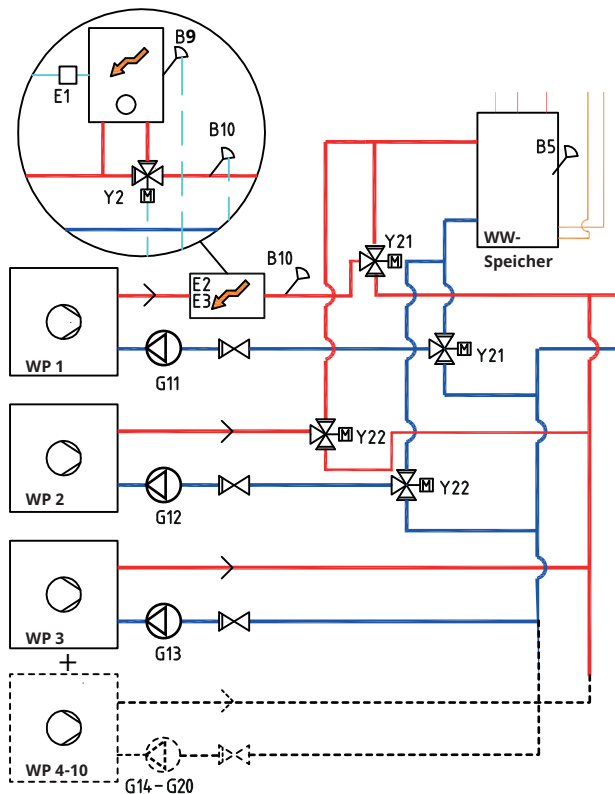 B9
E1
B10
Y2
M
B5
WW-
Speicher
Y21
M
B10
E2
E3
WP 1
G11
M
Y21
M
Y22
WP 2
G12
M
Y22
WP 3
G13
+
WP 4-10
G14-G20